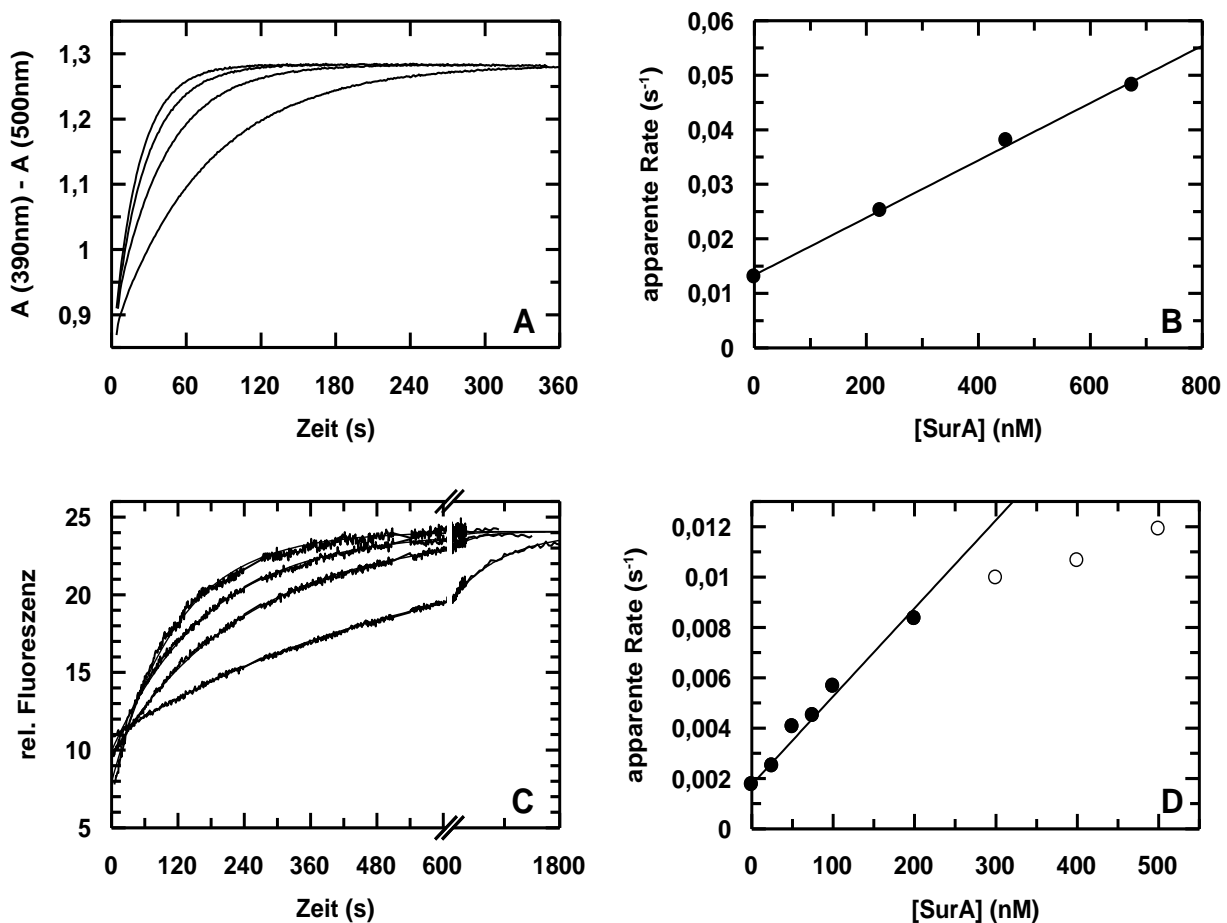 A (390nm) - A (500nm)
1,3
1,2
1,1
1
0,9
A
0 60 120 180 240 300 360
Zeit (s)
apparente Rate (s⁻¹)
0,06
0,05
0,04
0,03
0,02
0,01
0
B
0 200 400 600 800
[SurA] (nM)
rel. Fluoreszenz
25
20
15
10
5
C
0 120 240 360 480 600 1800
Zeit (s)
apparente Rate (s⁻¹)
0,012
0,01
0,008
0,006
0,004
0,002
0
D
0 100 200 300 400 500
[SurA] (nM)